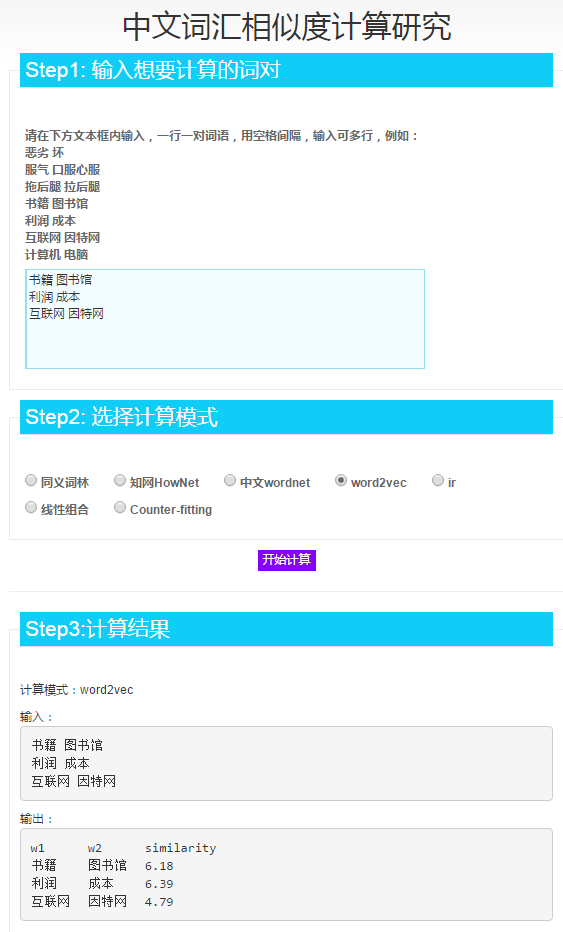 中文词汇相似度计算研究
Step1: 输入想要计算的词对
请在下方文本框内输入，一行一对词语，用空格间隔，输入可多行，例如：
恶劣 坏
服气 口服心服
拖后腿 拉后腿
书籍 图书馆
利润 成本
互联网 因特网
计算机 电脑
书籍 图书馆
利润 成本
互联网 因特网
Step2: 选择计算模式
同义词林 知网HowNet 中文wordnet word2vec ir
线性组合 Counter-fitting
开始计算
Step3:计算结果
计算模式：word2vec
输入：
书籍 图书馆
利润 成本
互联网 因特网
输出：
w1 w2 similarity
书籍 图书馆 6.18
利润 成本 6.39
互联网 因特网 4.79